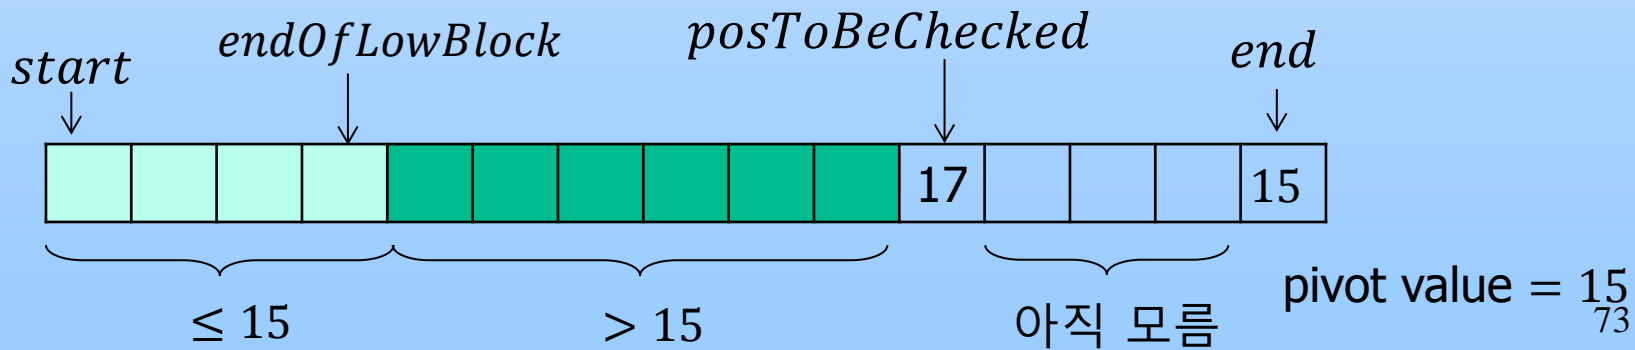 start endOfLowBlock posToBeChecked end
17 15
≤ 15 > 15 아직 모름 pivot value = 15
73